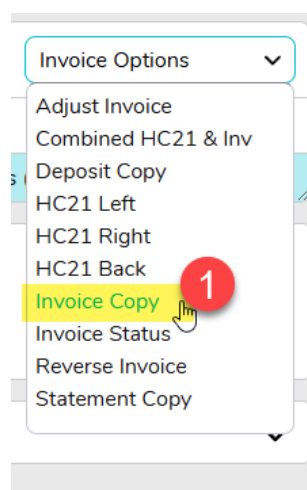 Invoice Options
Adjust Invoice
Combined HC21 & Inv
s
Deposit Copy
HC21 Left
HC21 Right
HC21 Back
Invoice Copy
1
Invoice Status
Reverse Invoice
Statement Copy